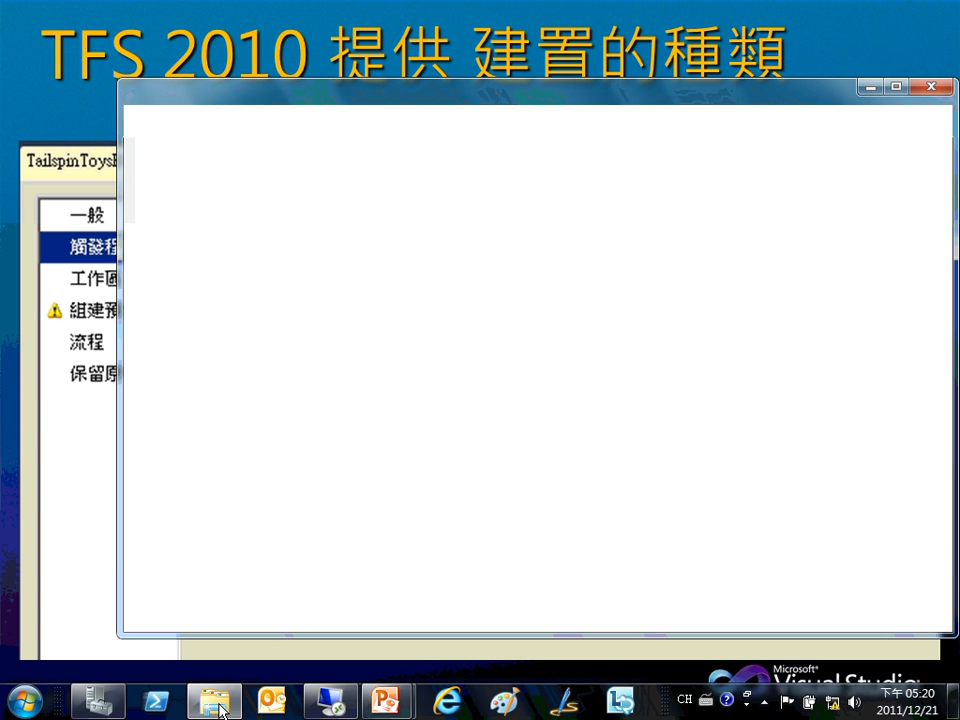 TFS 2010 提供 建置的種類
TailspinToys
一般
觸發程
工作區
組建預
流程
保留原
Microsoft®
Visual Studio
CH
下午 05:20
2011/12/21